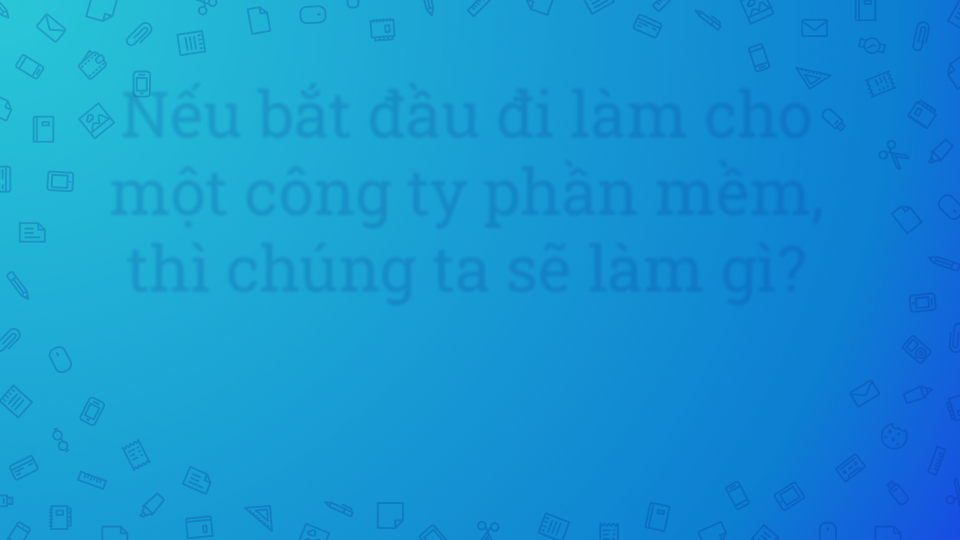 Nếu bắt đầu đi làm cho
một công ty phần mềm,
thì chúng ta sẽ làm gì?